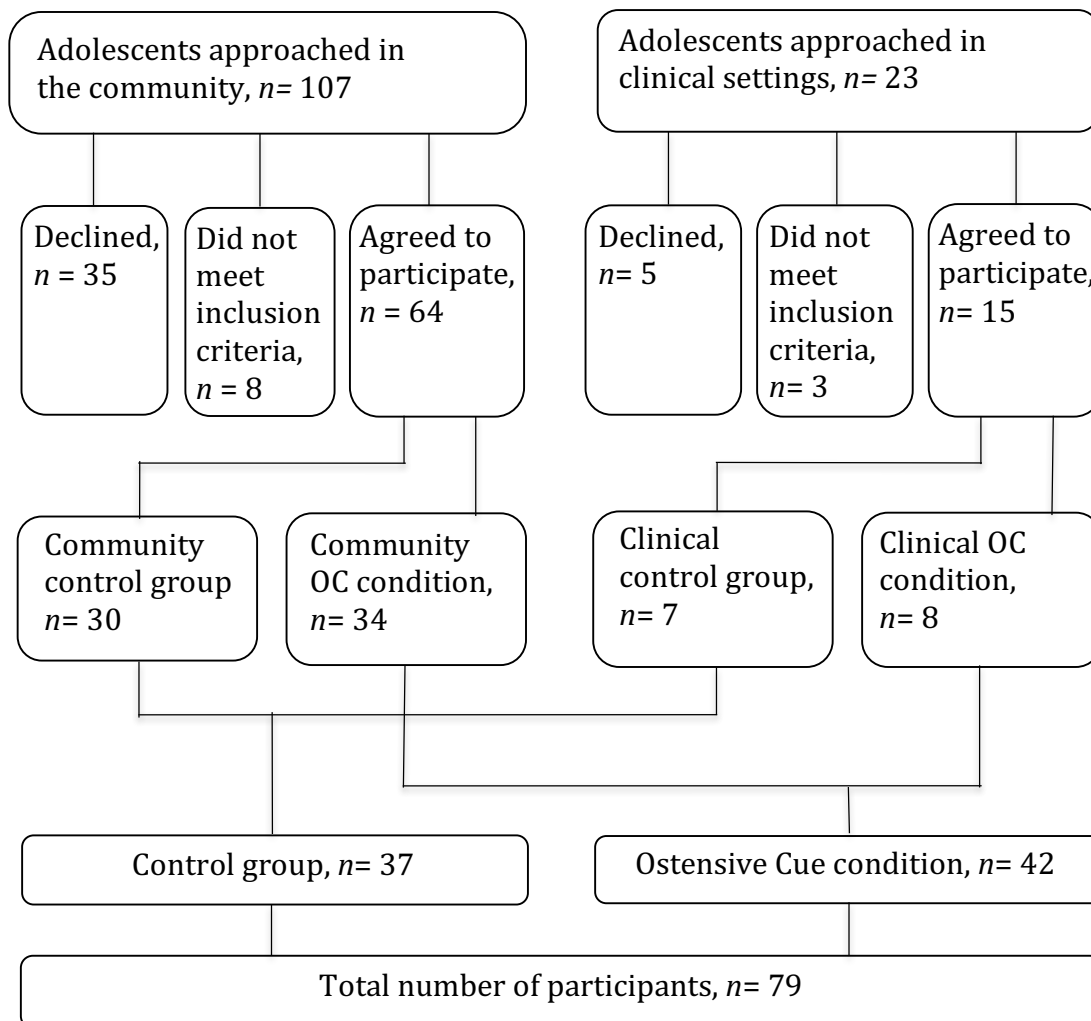 Adolescents approached in
the community, n= 107
Adolescents approached in
clinical settings, n= 23
Declined,
n = 35
Did not
meet
inclusion
criteria,
n = 8
Agreed to
participate,
n = 64
Declined,
n= 5
Did not
meet
inclusion
criteria,
n= 3
Agreed to
participate,
n= 15
Community
control group
n= 30
Community
OC condition,
n= 34
Clinical
control group,
n= 7
Clinical OC
condition,
n= 8
Control group, n= 37
Ostensive Cue condition, n= 42
Total number of participants, n= 79